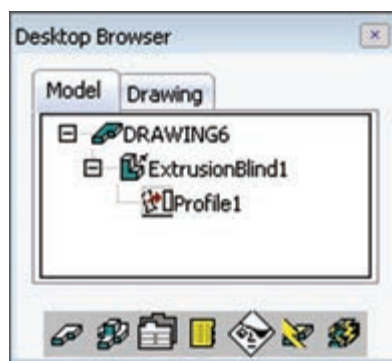 Desktop Browser
Model Drawing
DRAWING6
ExtrusionBlind1
Profile1